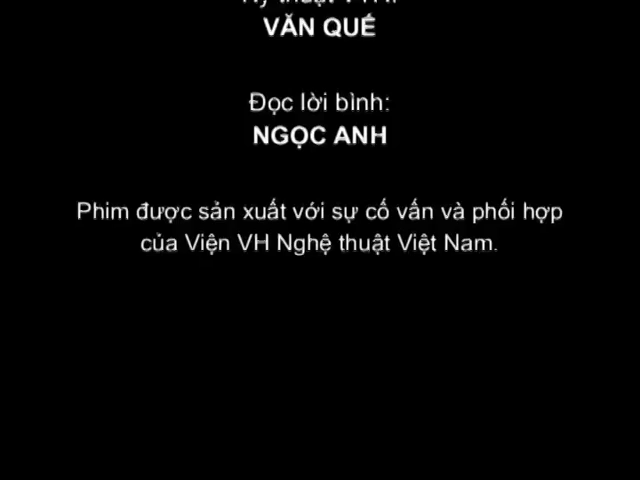 VĂN QUẾ
Đọc lời bình:
NGỌC ANH
Phim được sản xuất với sự cố vấn và phối hợp
của Viện VH Nghệ thuật Việt Nam.